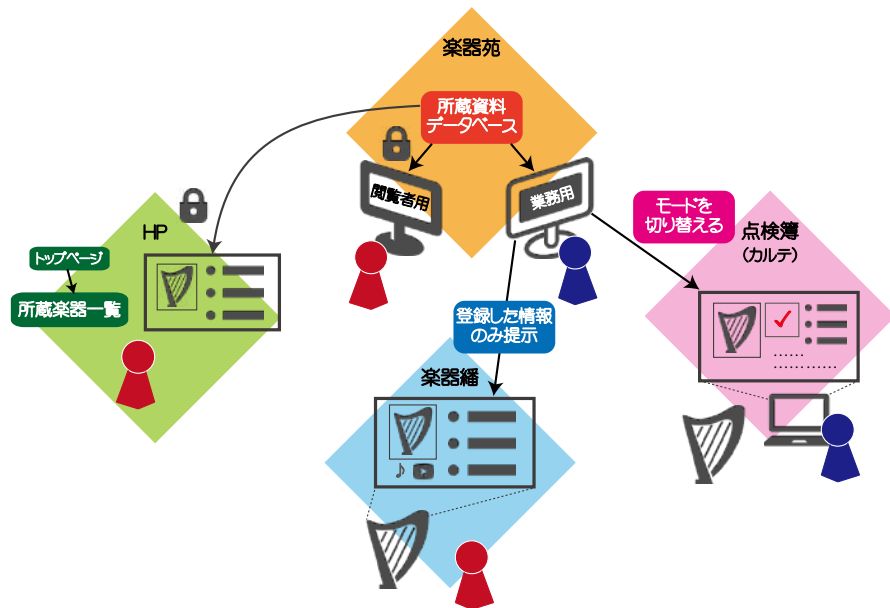 楽器苑
所蔵資料
データベース
閲覧者用
業務用
モードを
切り替える
点検簿
（カルテ）
HP
トップページ
所蔵楽器一覧
登録した情報
のみ提示
楽器繙